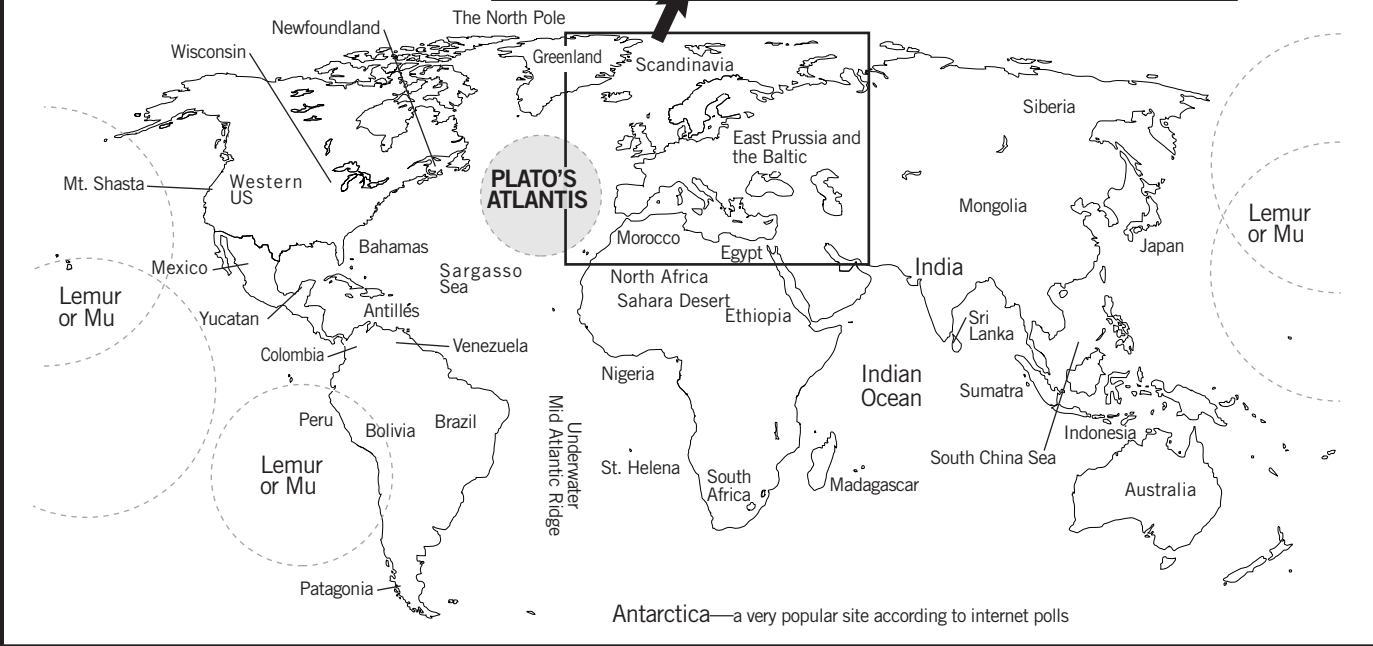 The North Pole
Newfoundland
Wisconsin
Greenland
Scandinavia
Siberia
East Prussia and
the Baltic
PLATO'S
ATLANTIS
Mt. Shasta
Western
US
Mongolia
Lemur
or Mu
Morocco
Japan
Bahamas
Egypt
Mexico
Sargasso
Sea
North Africa
India
Lemur
or Mu
Sahara Desert
Yucatan
Antilles
Ethiopia
Sri
Lanka
Colombia
Venezuela
Nigeria
Indian
Ocean
Sumatra
Peru
Bolivia
Brazil
Underwater
Mid Atlantic Ridge
Indonesia
South China Sea
Lemur
or Mu
St. Helena
South
Africa
Madagascar
Australia
Patagonia
Antarctica—a very popular site according to internet polls